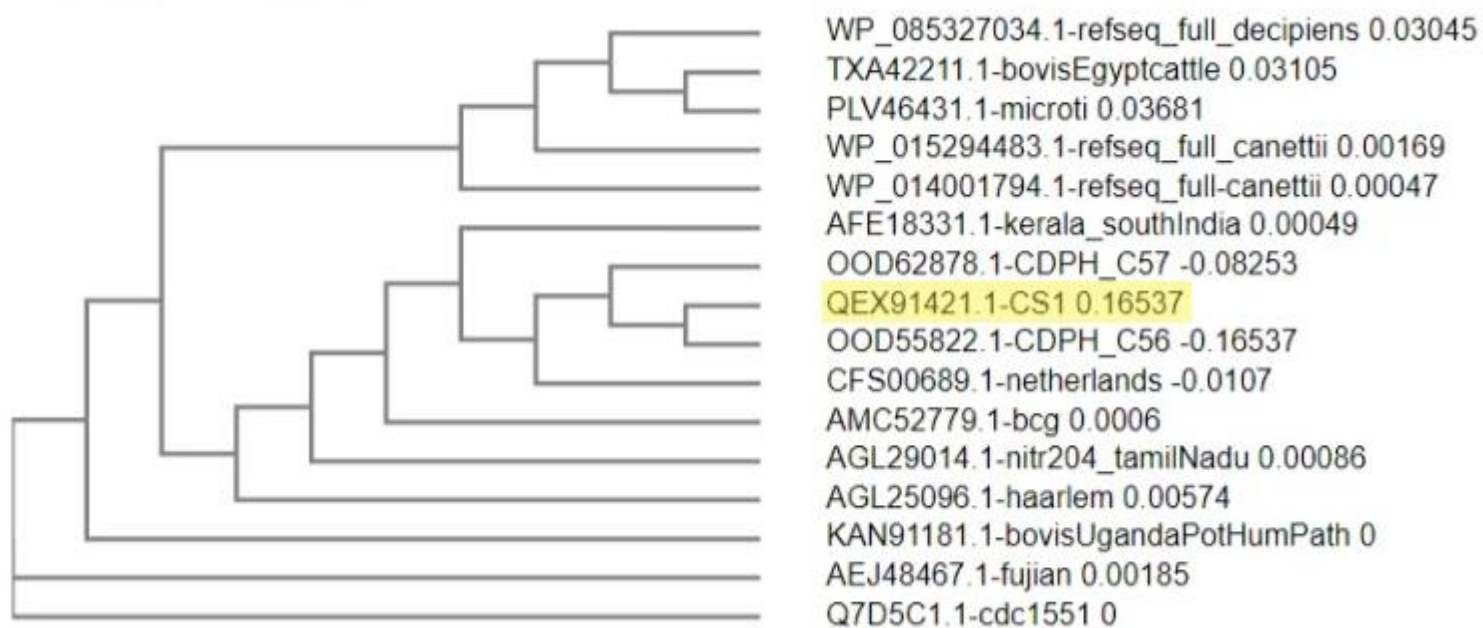 WP_085327034.1-refseq_full_decipiens 0.03045
TXA42211.1-bovisEgyptcattle 0.03105
PLV46431.1-microti 0.03681
WP_015294483.1-refseq_full_canettii 0.00169
WP_014001794.1-refseq_full-canettii 0.00047
AFE18331.1-kerala_southIndia 0.00049
OOD62878.1-CDPH_C57 -0.08253
QEX91421.1-CS1 0.16537
OOD55822.1-CDPH_C56 -0.16537
CFS00689.1-netherlands -0.0107
AMC52779.1-bcg 0.0006
AGL29014.1-nitr204_tamilNadu 0.00086
AGL25096.1-haarlem 0.00574
KAN91181.1-bovisUgandaPotHumPath 0
AEJ48467.1-fujian 0.00185
Q7D5C1.1-cdc1551 0